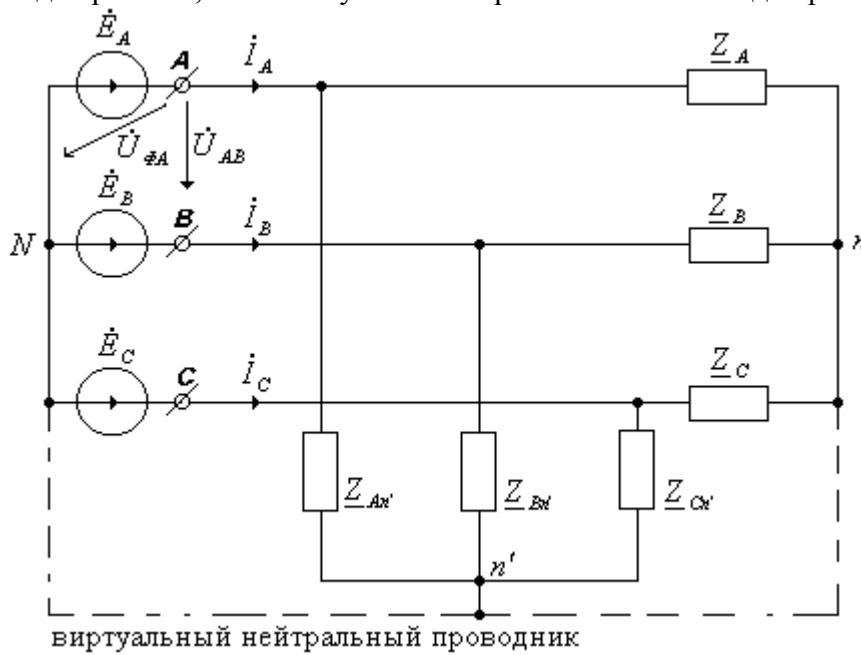 Ė_A A İ_A Z_A
U̇_ФA U̇_AB
Ė_B B İ_B Z_B
N n
Ė_C C İ_C Z_C
Z_An' Z_Bn' Z_Cn'
n'
виртуальный нейтральный проводник